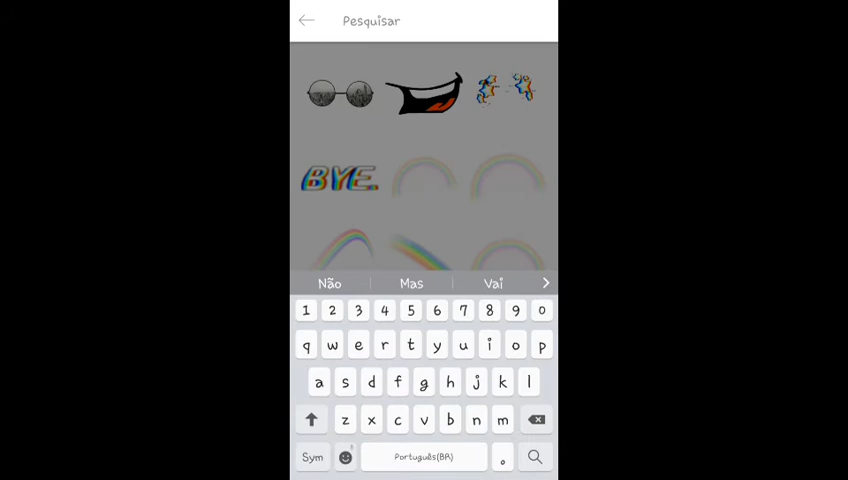 Pesquisar
BYE.
Não Mas Vai
1 2 3 4 5 6 7 8 9 0
q w e r t y u i o p
a s d f g h j k l
z x c v b n m
Sym Português(BR) .